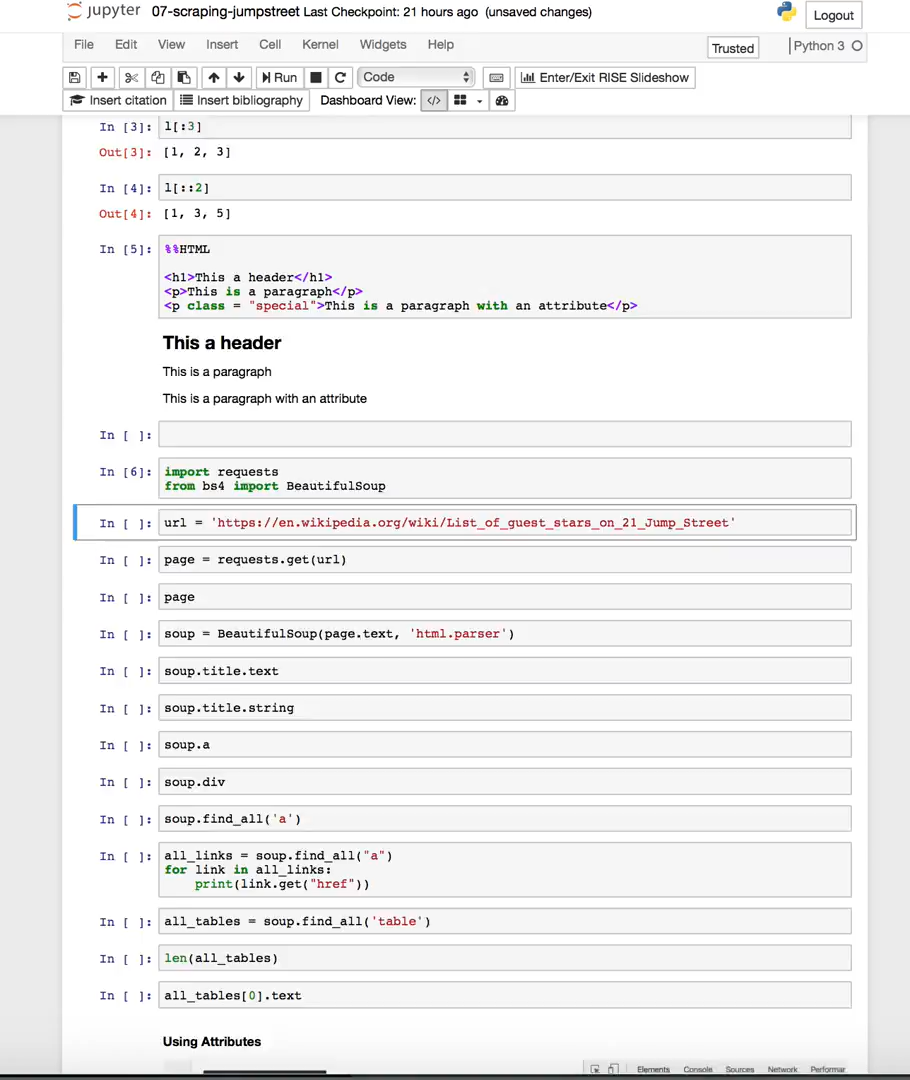 jupyter 07-scraping-jumpstreet Last Checkpoint: 21 hours ago (unsaved changes) Logout
File Edit View Insert Cell Kernel Widgets Help Trusted Python 3
Run Code Enter/Exit RISE Slideshow
Insert citation Insert bibliography Dashboard View: </>
In [3]: l[:3]
Out[3]: [1, 2, 3]
In [4]: l[::2]
Out[4]: [1, 3, 5]
In [5]: %%HTML
<h1>This a header</h1>
<p>This is a paragraph</p>
<p class = "special">This is a paragraph with an attribute</p>
This a header
This is a paragraph
This is a paragraph with an attribute
In [ ]:
In [6]: import requests
from bs4 import BeautifulSoup
In [ ]: url = 'https://en.wikipedia.org/wiki/List_of_guest_stars_on_21_Jump_Street'
In [ ]: page = requests.get(url)
In [ ]: page
In [ ]: soup = BeautifulSoup(page.text, 'html.parser')
In [ ]: soup.title.text
In [ ]: soup.title.string
In [ ]: soup.a
In [ ]: soup.div
In [ ]: soup.find_all('a')
In [ ]: all_links = soup.find_all("a")
for link in all_links:
print(link.get("href"))
In [ ]: all_tables = soup.find_all('table')
In [ ]: len(all_tables)
In [ ]: all_tables[0].text
Using Attributes
Elements Console Sources Network Performar